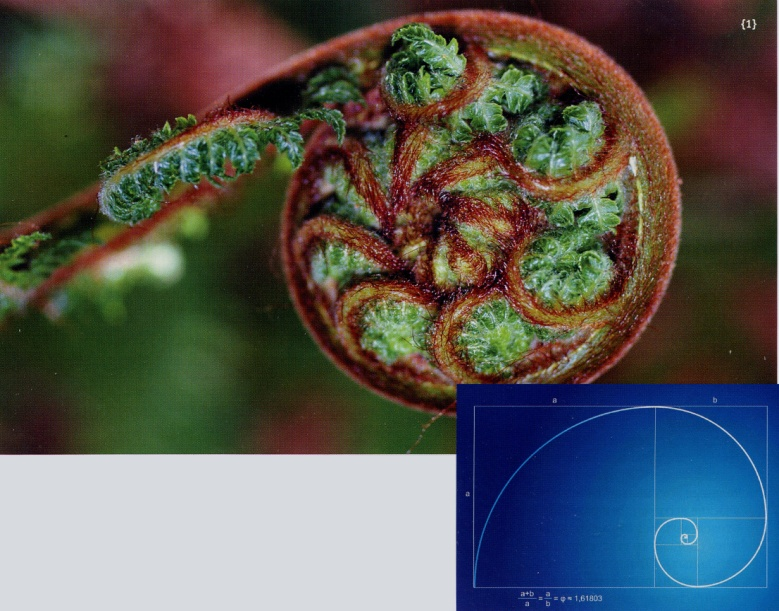 {1}
a b
a
a+b/a = a/b = φ ≈ 1,61803